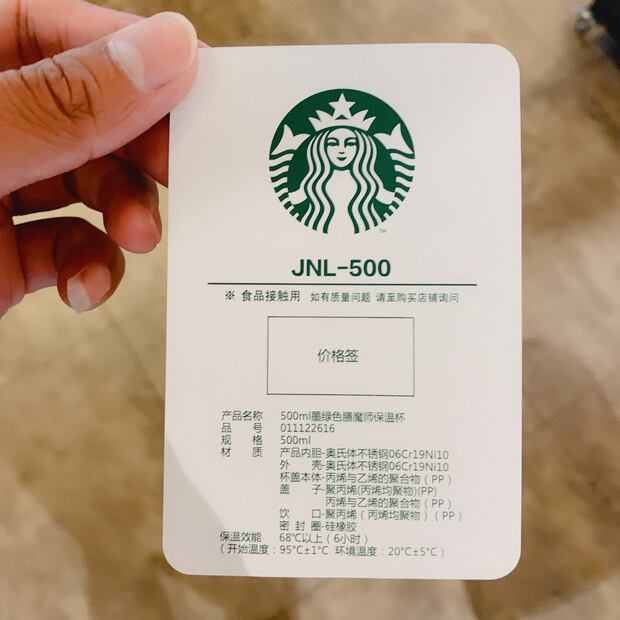 TM
JNL-500
※ 食品接触用 如有质量问题 请至购买店铺询问
价格签
产品名称 500ml墨绿色膳魔师保温杯
品 号 011122616
规 格 500ml
材 质 产品内胆-奥氏体不锈钢06Cr19Ni10
外 壳-奥氏体不锈钢06Cr19Ni10
杯盖本体-丙烯与乙烯的聚合物（PP）
盖 子-聚丙烯(丙烯均聚物)(PP)
丙烯与乙烯的聚合物（PP）
饮 口-聚丙烯（丙烯均聚物）（PP）
密 封 圈-硅橡胶
保温效能 68℃以上（6小时）
（开始温度：95℃±1℃ 环境温度：20℃±5℃）